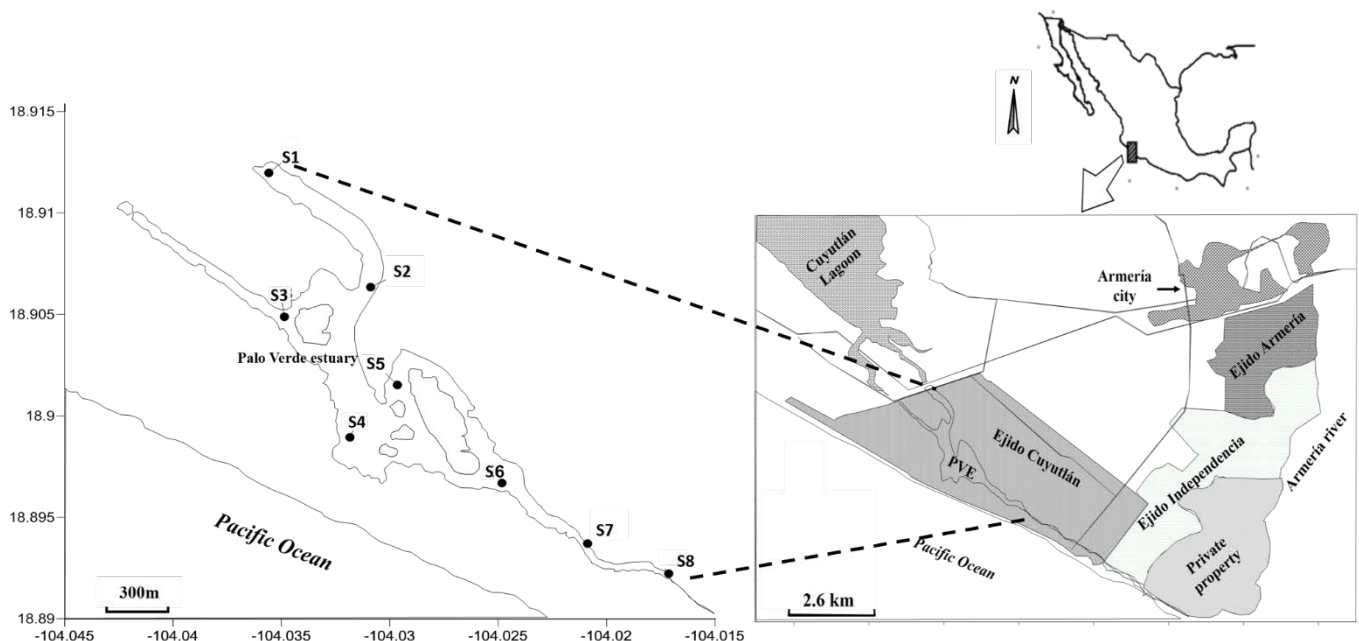 N
18.915
18.91
18.905
18.9
18.895
18.89
S1
S2
S3
Palo Verde estuary
S5
S4
S6
S7
S8
Pacific Ocean
300m
-104.045
-104.04
-104.035
-104.03
-104.025
-104.02
-104.015
Cuyutlán
Lagoon
Armería
city
Ejido Armería
Ejido Cuyutlán
PVE
Ejido Independencia
Armería river
Private
property
Pacific Ocean
2.6 km